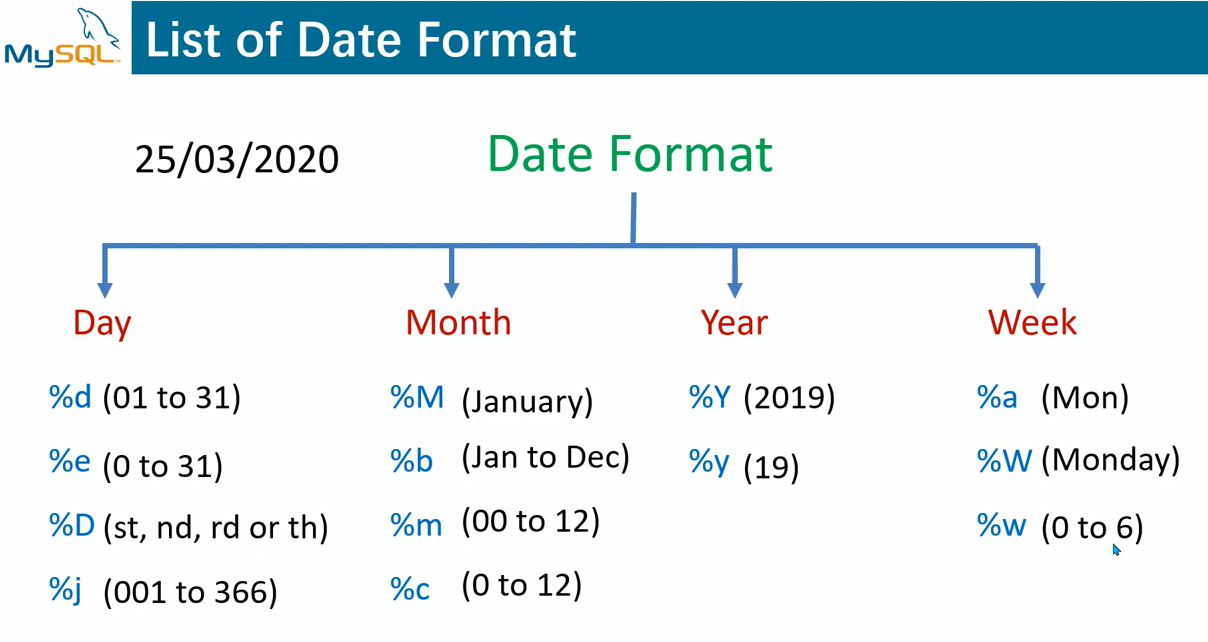 MySQL™
List of Date Format
25/03/2020
Date Format
Day
%d (01 to 31)
%e (0 to 31)
%D (st, nd, rd or th)
%j (001 to 366)
Month
%M (January)
%b (Jan to Dec)
%m (00 to 12)
%c (0 to 12)
Year
%Y (2019)
%y (19)
Week
%a (Mon)
%W (Monday)
%w (0 to 6)